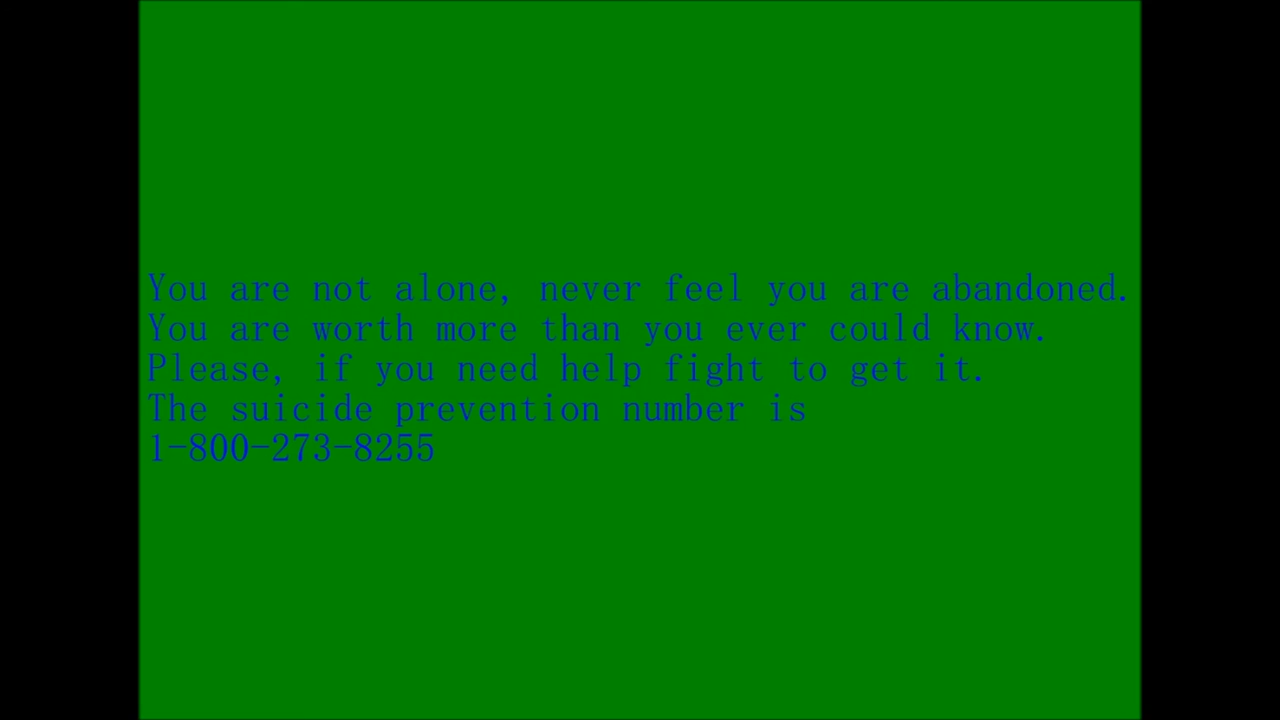 You are not alone, never feel you are abandoned.
You are worth more than you ever could know.
Please, if you need help fight to get it.
The suicide prevention number is
1-800-273-8255